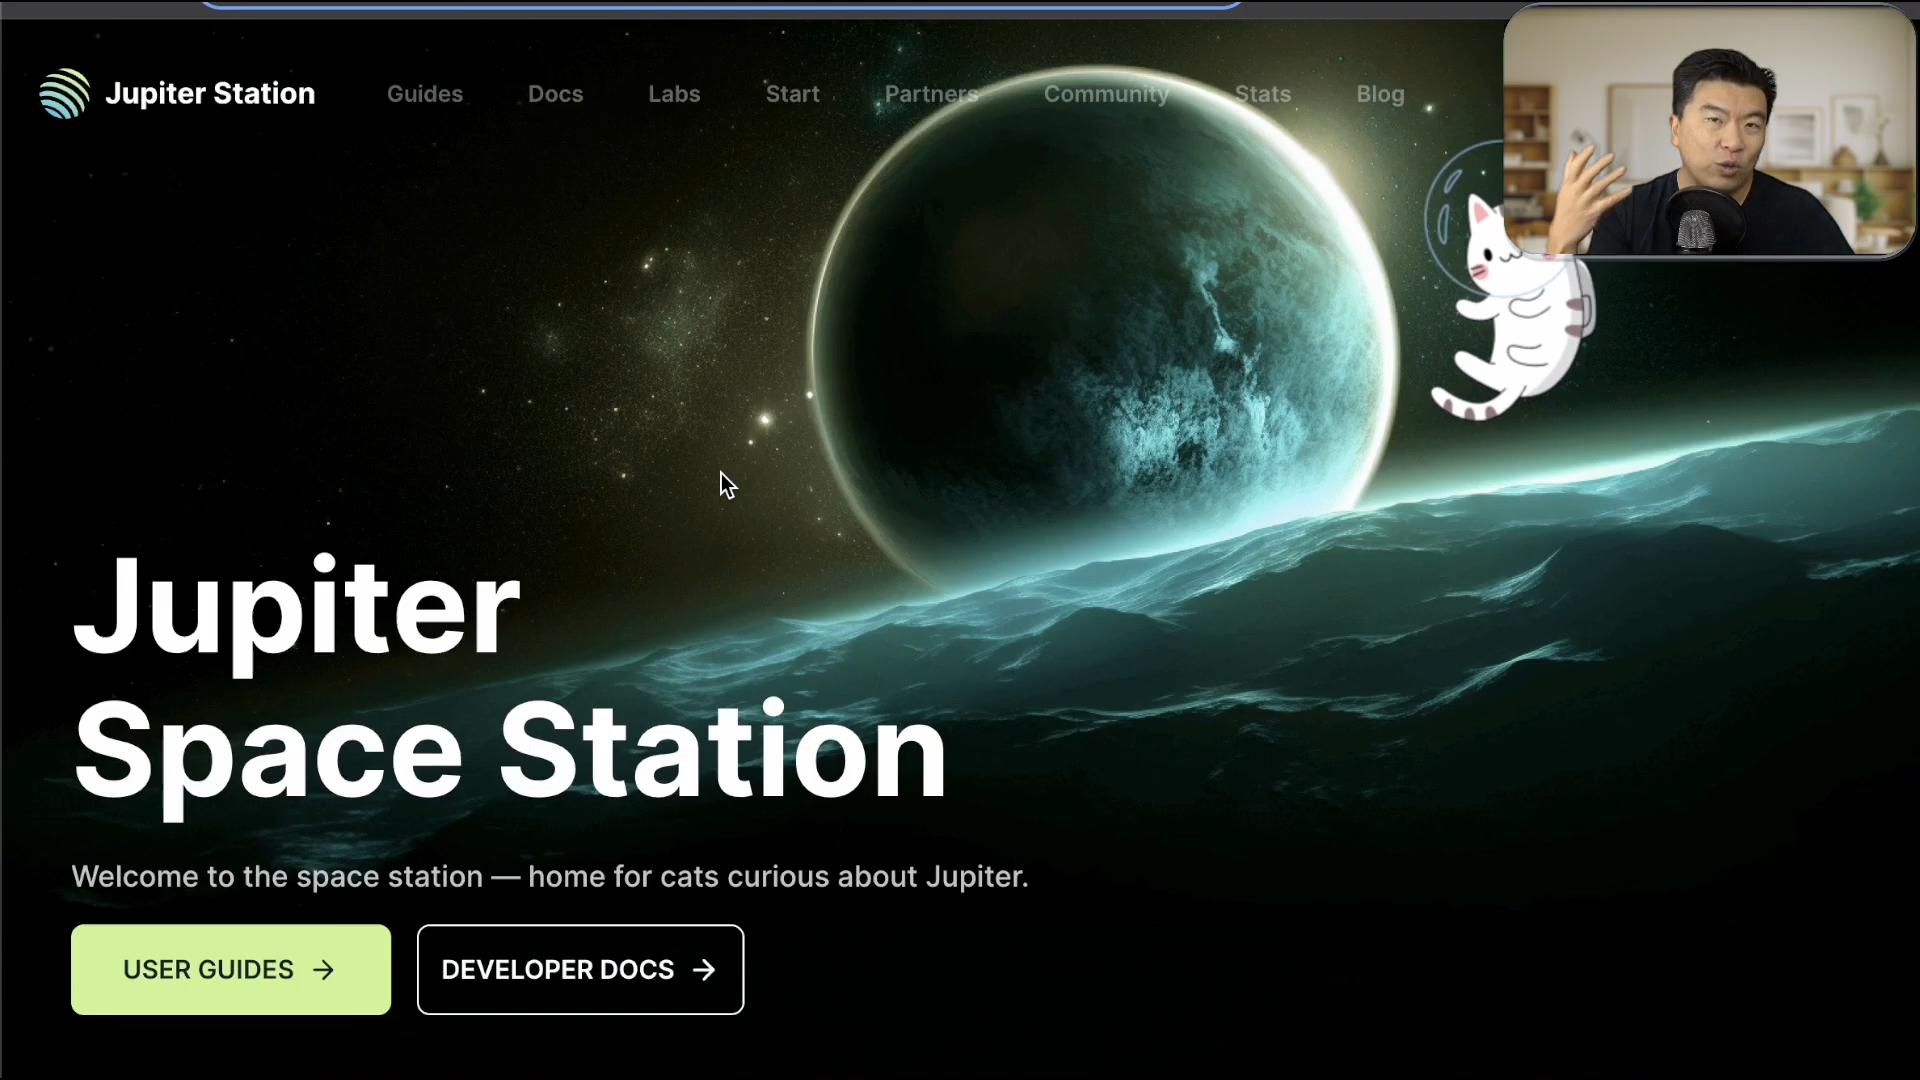 Jupiter Station
Guides
Docs
Labs
Start
Partners
Community
Stats
Blog
Jupiter
Space Station
Welcome to the space station — home for cats curious about Jupiter.
USER GUIDES →
DEVELOPER DOCS →